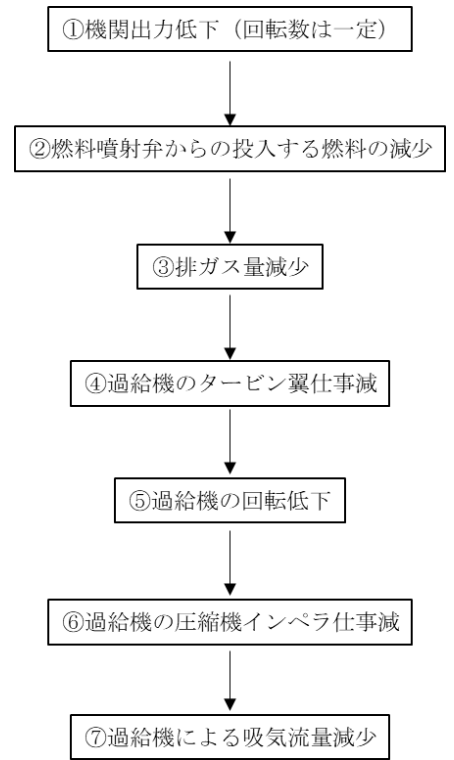 ①機関出力低下（回転数は一定）
②燃料噴射弁からの投入する燃料の減少
③排ガス量減少
④過給機のタービン翼仕事減
⑤過給機の回転低下
⑥過給機の圧縮機インペラ仕事減
⑦過給機による吸気流量減少